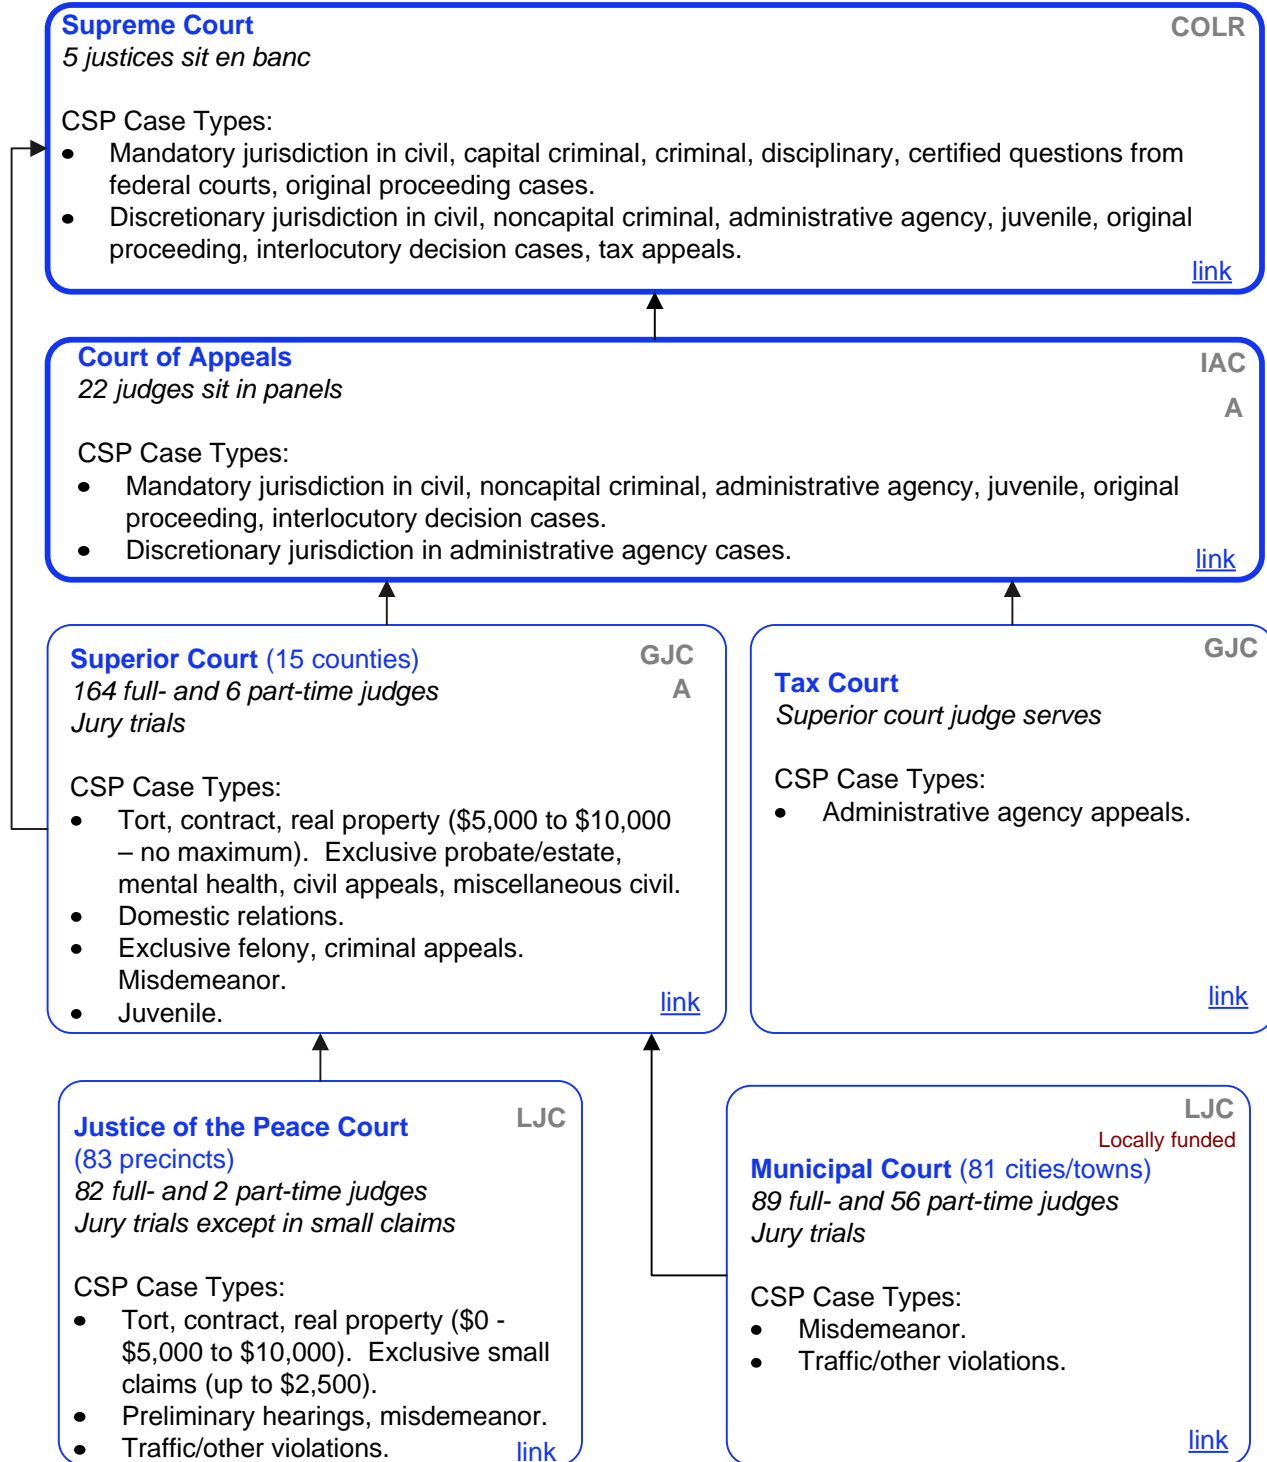 Supreme Court
COLR
5 justices sit en banc
CSP Case Types:
• Mandatory jurisdiction in civil, capital criminal, criminal, disciplinary, certified questions from
federal courts, original proceeding cases.
• Discretionary jurisdiction in civil, noncapital criminal, administrative agency, juvenile, original
proceeding, interlocutory decision cases, tax appeals.
link
Court of Appeals
IAC
22 judges sit in panels
A
CSP Case Types:
• Mandatory jurisdiction in civil, noncapital criminal, administrative agency, juvenile, original
proceeding, interlocutory decision cases.
• Discretionary jurisdiction in administrative agency cases.
link
Superior Court (15 counties)
GJC
164 full- and 6 part-time judges
A
Jury trials
CSP Case Types:
• Tort, contract, real property ($5,000 to $10,000
– no maximum). Exclusive probate/estate,
mental health, civil appeals, miscellaneous civil.
• Domestic relations.
• Exclusive felony, criminal appeals.
Misdemeanor.
• Juvenile.
link
GJC
Tax Court
Superior court judge serves
CSP Case Types:
• Administrative agency appeals.
link
Justice of the Peace Court
LJC
(83 precincts)
82 full- and 2 part-time judges
Jury trials except in small claims
CSP Case Types:
• Tort, contract, real property ($0 -
$5,000 to $10,000). Exclusive small
claims (up to $2,500).
• Preliminary hearings, misdemeanor.
• Traffic/other violations.
link
LJC
Locally funded
Municipal Court (81 cities/towns)
89 full- and 56 part-time judges
Jury trials
CSP Case Types:
• Misdemeanor.
• Traffic/other violations.
link